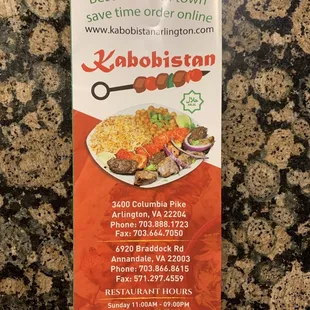 save time order online
www.kabobistanarlington.com
Kabobistan
3400 Columbia Pike
Arlington, VA 22204
Phone: 703.888.1723
Fax: 703.664.7050
6920 Braddock Rd
Annandale, VA 22003
Phone: 703.866.8615
Fax: 571.297.4559
RESTAURANT HOURS
Sunday 11:00AM - 09:00PM